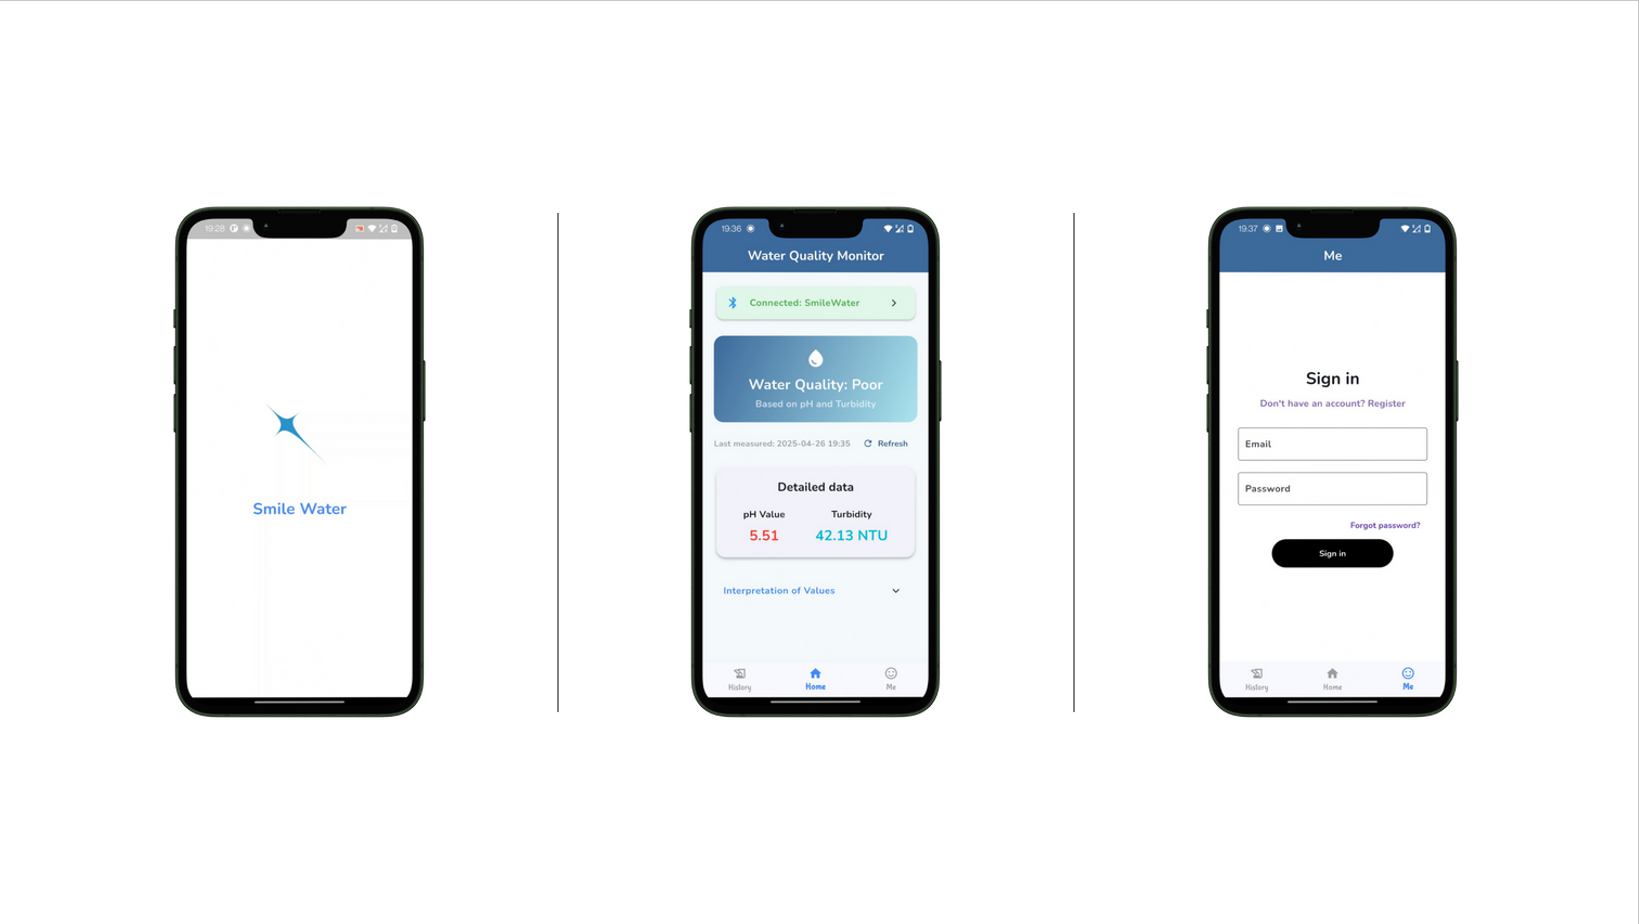 19:28
Smile Water
19:36
Water Quality Monitor
Connected: SmileWater
Water Quality: Poor
Based on pH and Turbidity
Last measured: 2025-04-26 19:35 Refresh
Detailed data
pH Value Turbidity
5.51 42.13 NTU
Interpretation of Values
History Home Me
19:37
Me
Sign in
Don't have an account? Register
Email
Password
Forgot password?
Sign in
History Home Me